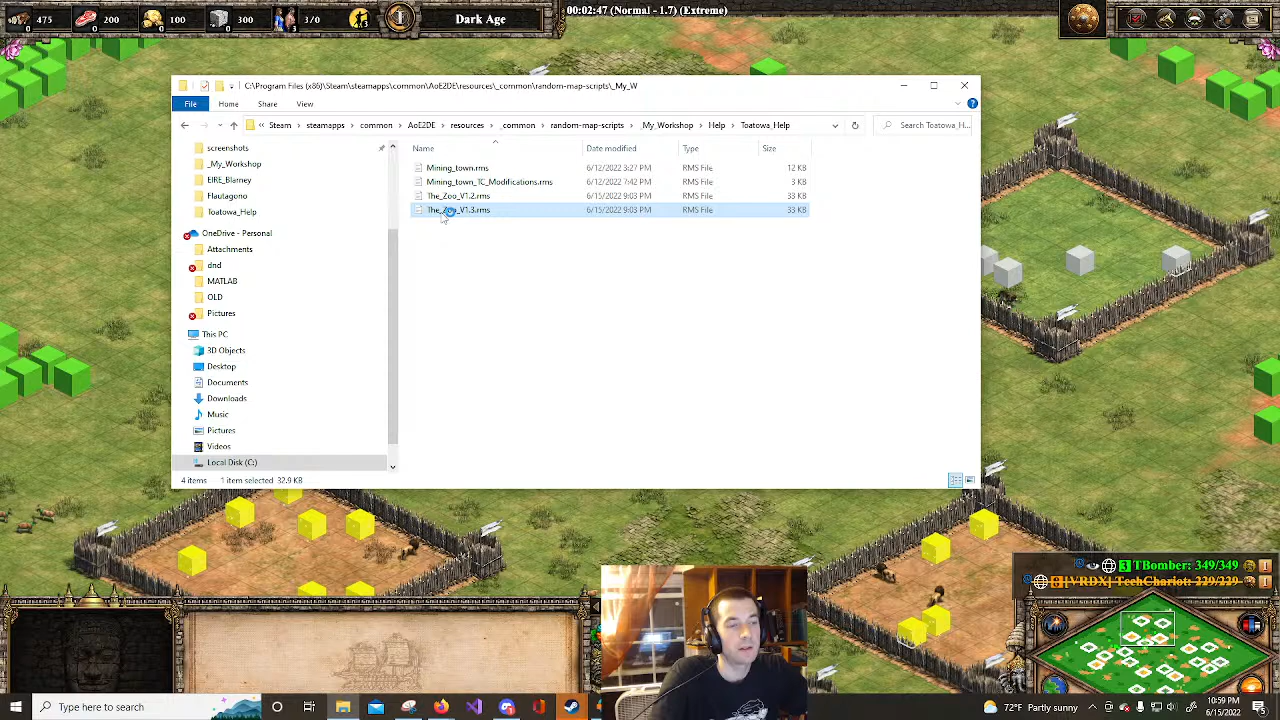 475 200 100 300 3/0 Dark Age
00:02:47 (Normal - 1.7) (Extreme)
C:\Program Files (x86)\Steam\steamapps\common\AoE2DE\resources\_common\random-map-scripts\_My_W
File Home Share View
« Steam > steamapps > common > AoE2DE > resources > _common > random-map-scripts > _My_Workshop > Help > Toatowa_Help
Search Toatowa_H...
Name Date modified Type Size
screenshots
_My_Workshop
EIRE_Blarney
Flautagono
Toatowa_Help
OneDrive - Personal
Attachments
dnd
MATLAB
OLD
Pictures
This PC
3D Objects
Desktop
Documents
Downloads
Music
Pictures
Videos
Local Disk (C:)
Mining_town.rms 6/12/2022 3:27 PM RMS File 12 KB
Mining_town_TC_Modifications.rms 6/12/2022 7:42 PM RMS File 3 KB
The_Zoo_V1.2.rms 6/15/2022 9:03 PM RMS File 33 KB
The_Zoo_V1.3.rms 6/15/2022 9:03 PM RMS File 33 KB
4 items 1 item selected 32.9 KB
3 TBomber: 349/349
[VRDX] TechChariot: 229/229
Type here to search
72°F Partly sunny
10:59 PM
6/15/2022